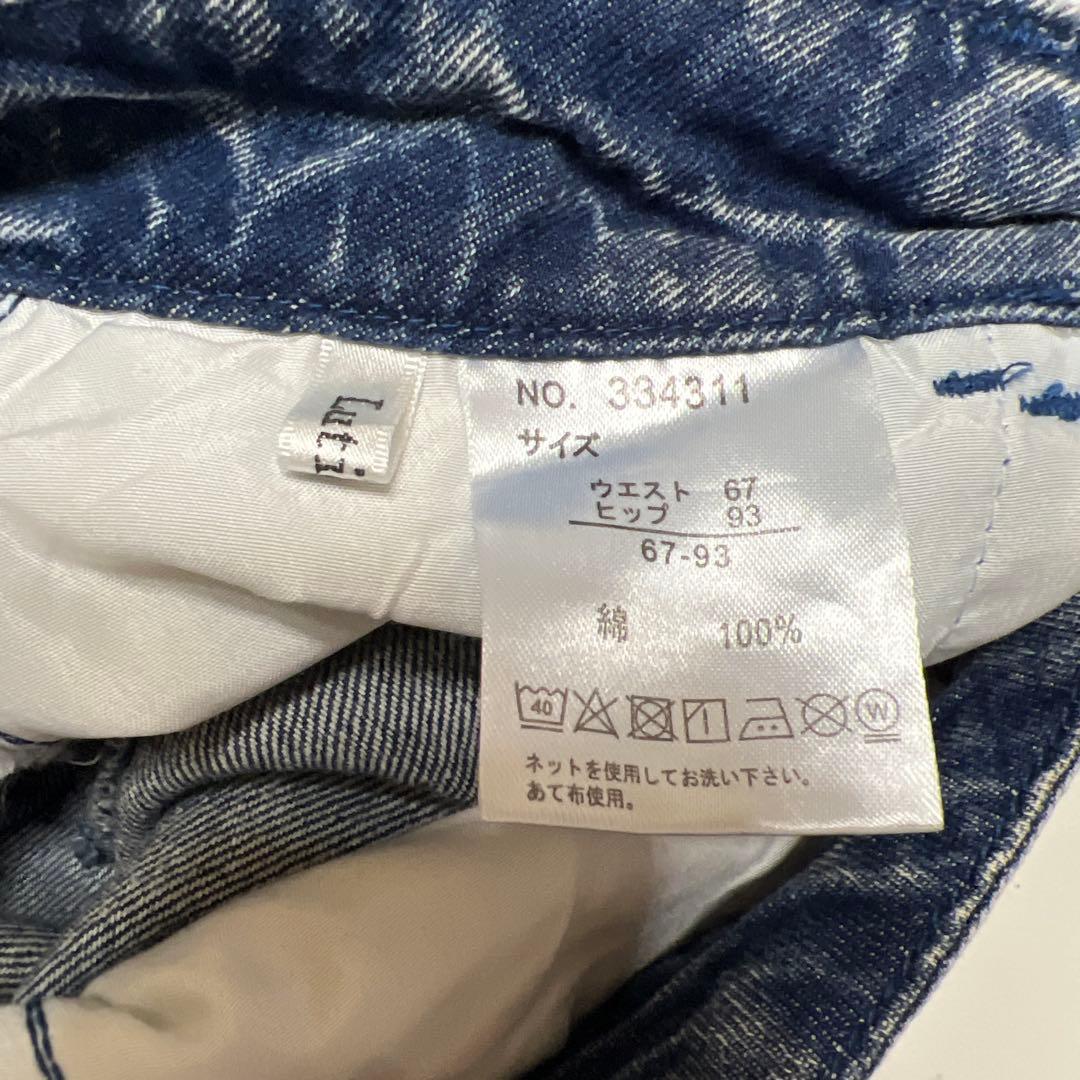 NO. 334311
サイズ
ウエスト 67
ヒップ 93
67-93
綿 100%
40 W
ネットを使用してお洗い下さい。
あて布使用。